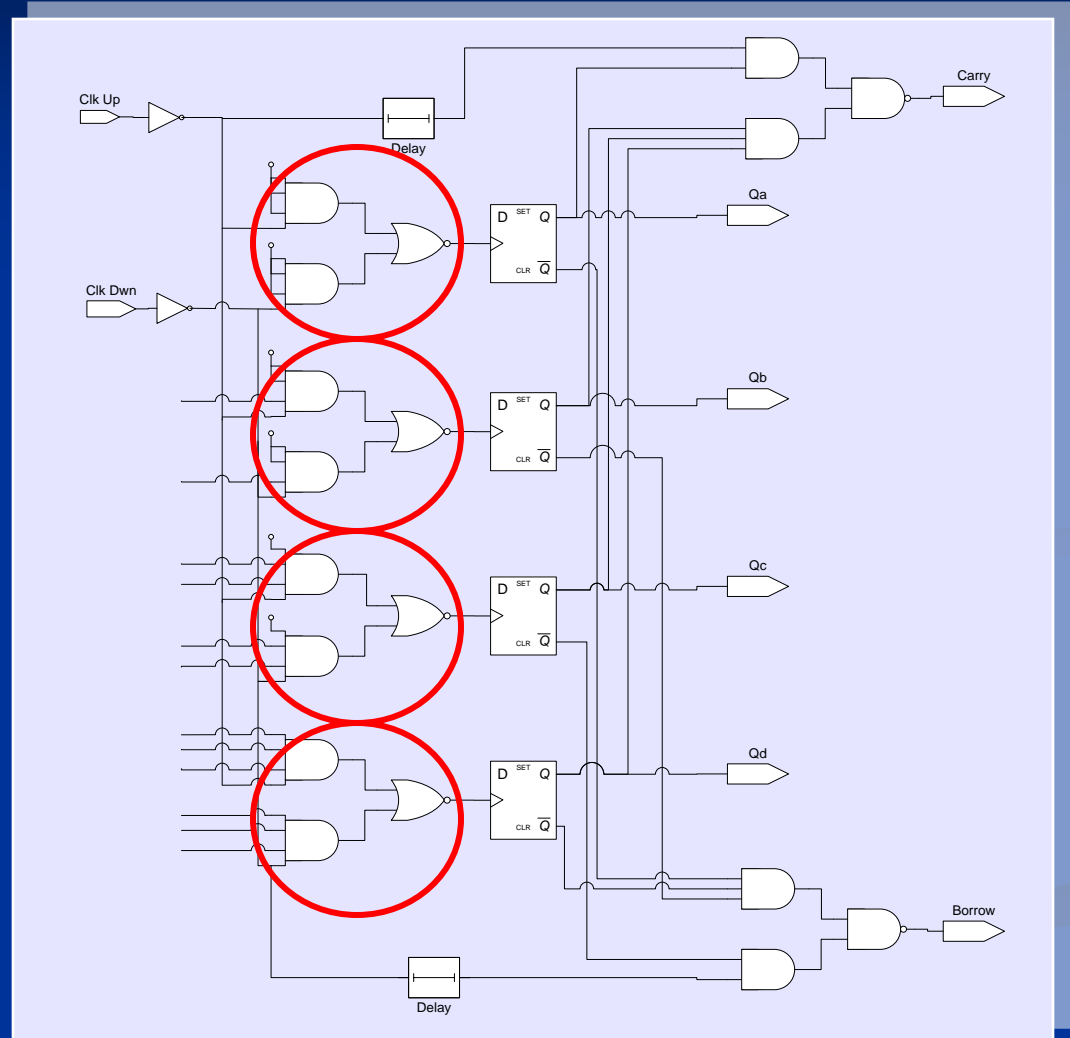 Carry
Clk Up
Delay
D SET Q
CLR Q̅
Qa
Clk Dwn
D SET Q
CLR Q̅
Qb
D SET Q
CLR Q̅
Qc
D SET Q
CLR Q̅
Qd
Borrow
Delay